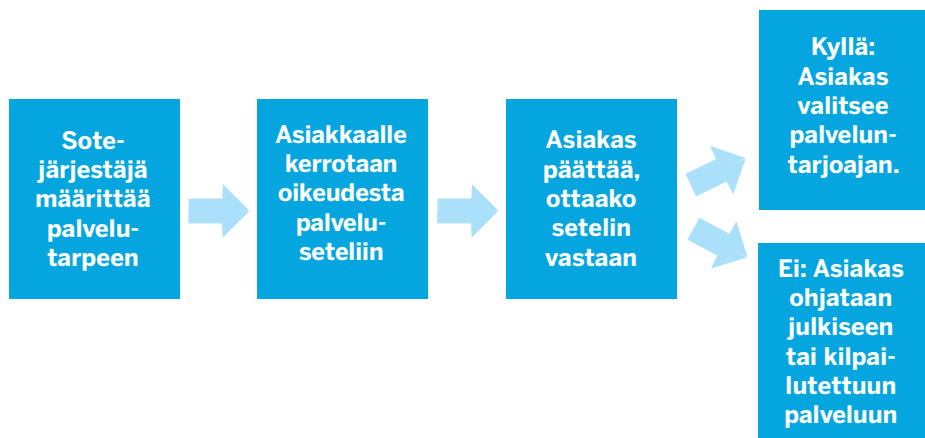 Sote-
järjestäjä
määrittää
palvelu-
tarpeen
Asiakkaalle
kerrotaan
oikeudesta
palvelu-
seteliin
Asiakas
päättää,
ottaako
setelin
vastaan
Kyllä:
Asiakas
valitsee
palvelun-
tarjoajan.
Ei: Asiakas
ohjataan
julkiseen
tai kilpai-
lutettuun
palveluun